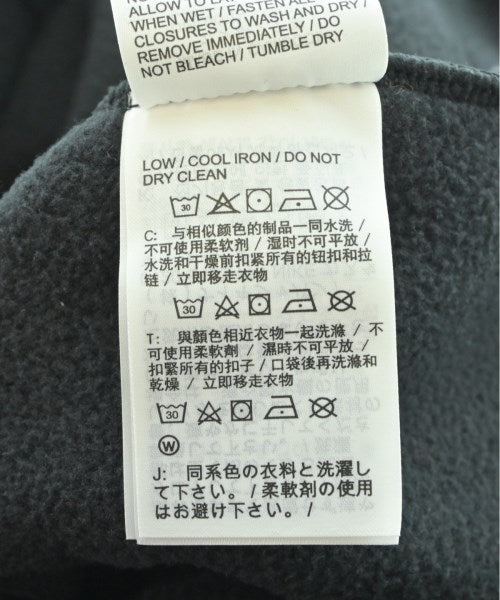 ALLOW TO
WHEN WET / FASTEN ALL
CLOSURES TO WASH AND DRY /
REMOVE IMMEDIATELY / DO
NOT BLEACH / TUMBLE DRY
LOW / COOL IRON / DO NOT
DRY CLEAN
30
C: 与相似颜色的制品一同水洗 /
不可使用柔软剂 / 湿时不可平放 /
水洗和干燥前扣紧所有的钮扣和拉
链 / 立即移走衣物
30
T: 與顏色相近衣物一起洗滌 / 不
可使用柔軟劑 / 濕時不可平放 /
扣緊所有的扣子 / 口袋後再洗滌和
乾燥 / 立即移走衣物
30
W
J: 同系色の衣料と洗濯し
て下さい。/ 柔軟剤の使用
はお避け下さい。/